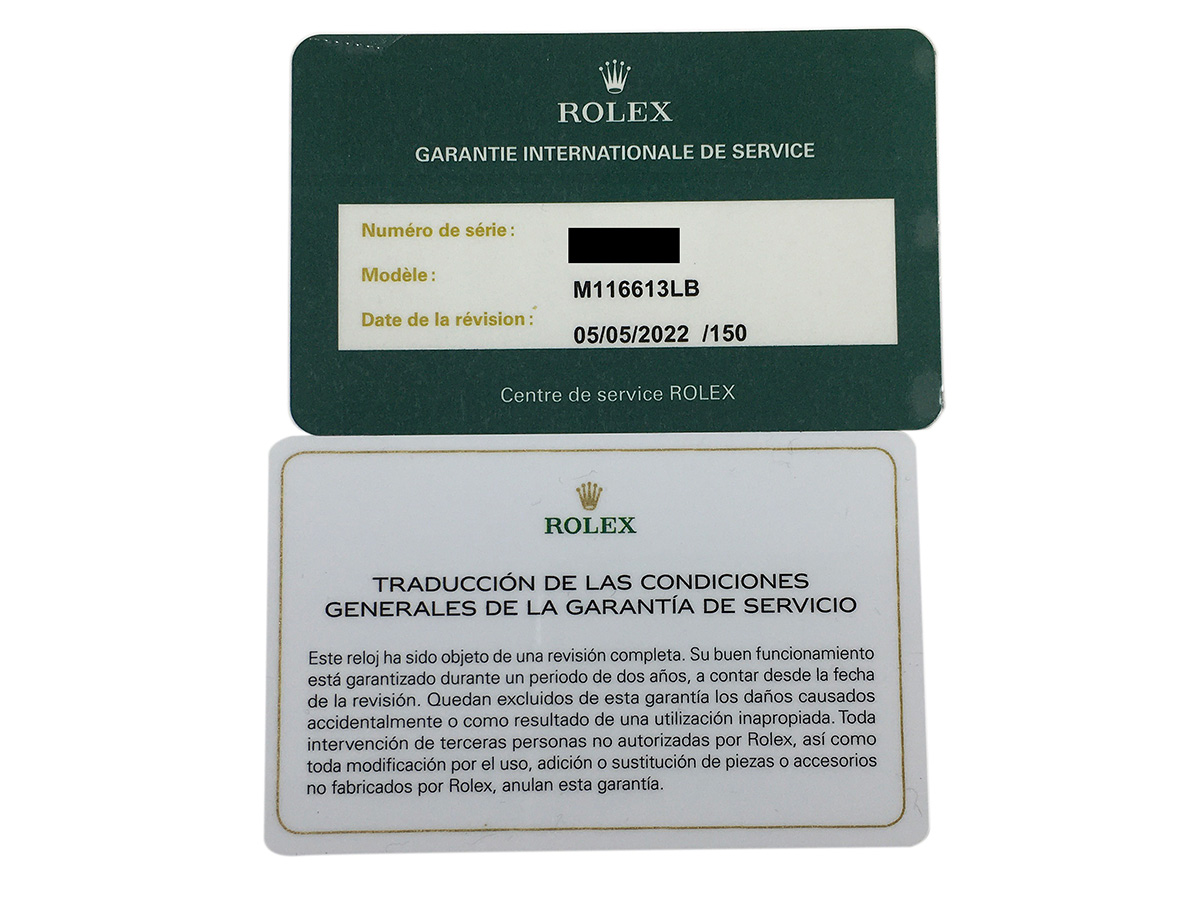 ROLEX
GARANTIE INTERNATIONALE DE SERVICE
Numéro de série :
Modèle :
M116613LB
Date de la révision :
05/05/2022 /150
Centre de service ROLEX
ROLEX
TRADUCCIÓN DE LAS CONDICIONES
GENERALES DE LA GARANTÍA DE SERVICIO
Este reloj ha sido objeto de una revisión completa. Su buen funcionamiento
está garantizado durante un periodo de dos años, a contar desde la fecha
de la revisión. Quedan excluidos de esta garantía los daños causados
accidentalmente o como resultado de una utilización inapropiada. Toda
intervención de terceras personas no autorizadas por Rolex, así como
toda modificación por el uso, adición o sustitución de piezas o accesorios
no fabricados por Rolex, anulan esta garantía.